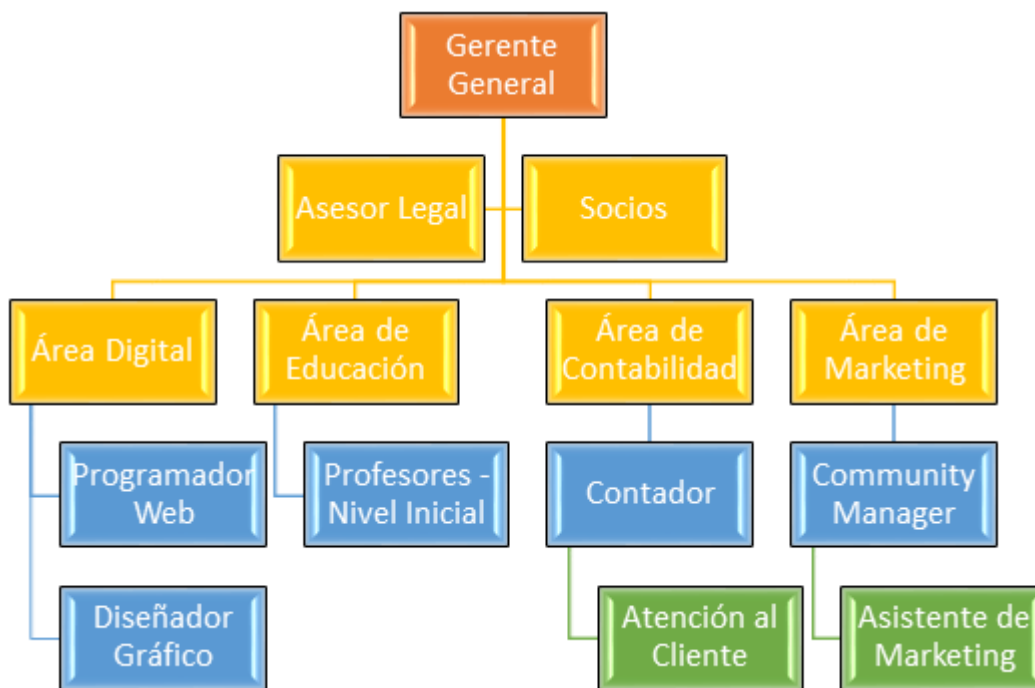 Gerente
General
Asesor Legal
Socios
Área Digital
Área de
Educación
Área de
Contabilidad
Área de
Marketing
Programador
Web
Profesores -
Nivel Inicial
Contador
Community
Manager
Diseñador
Gráfico
Atención al
Cliente
Asistente de
Marketing